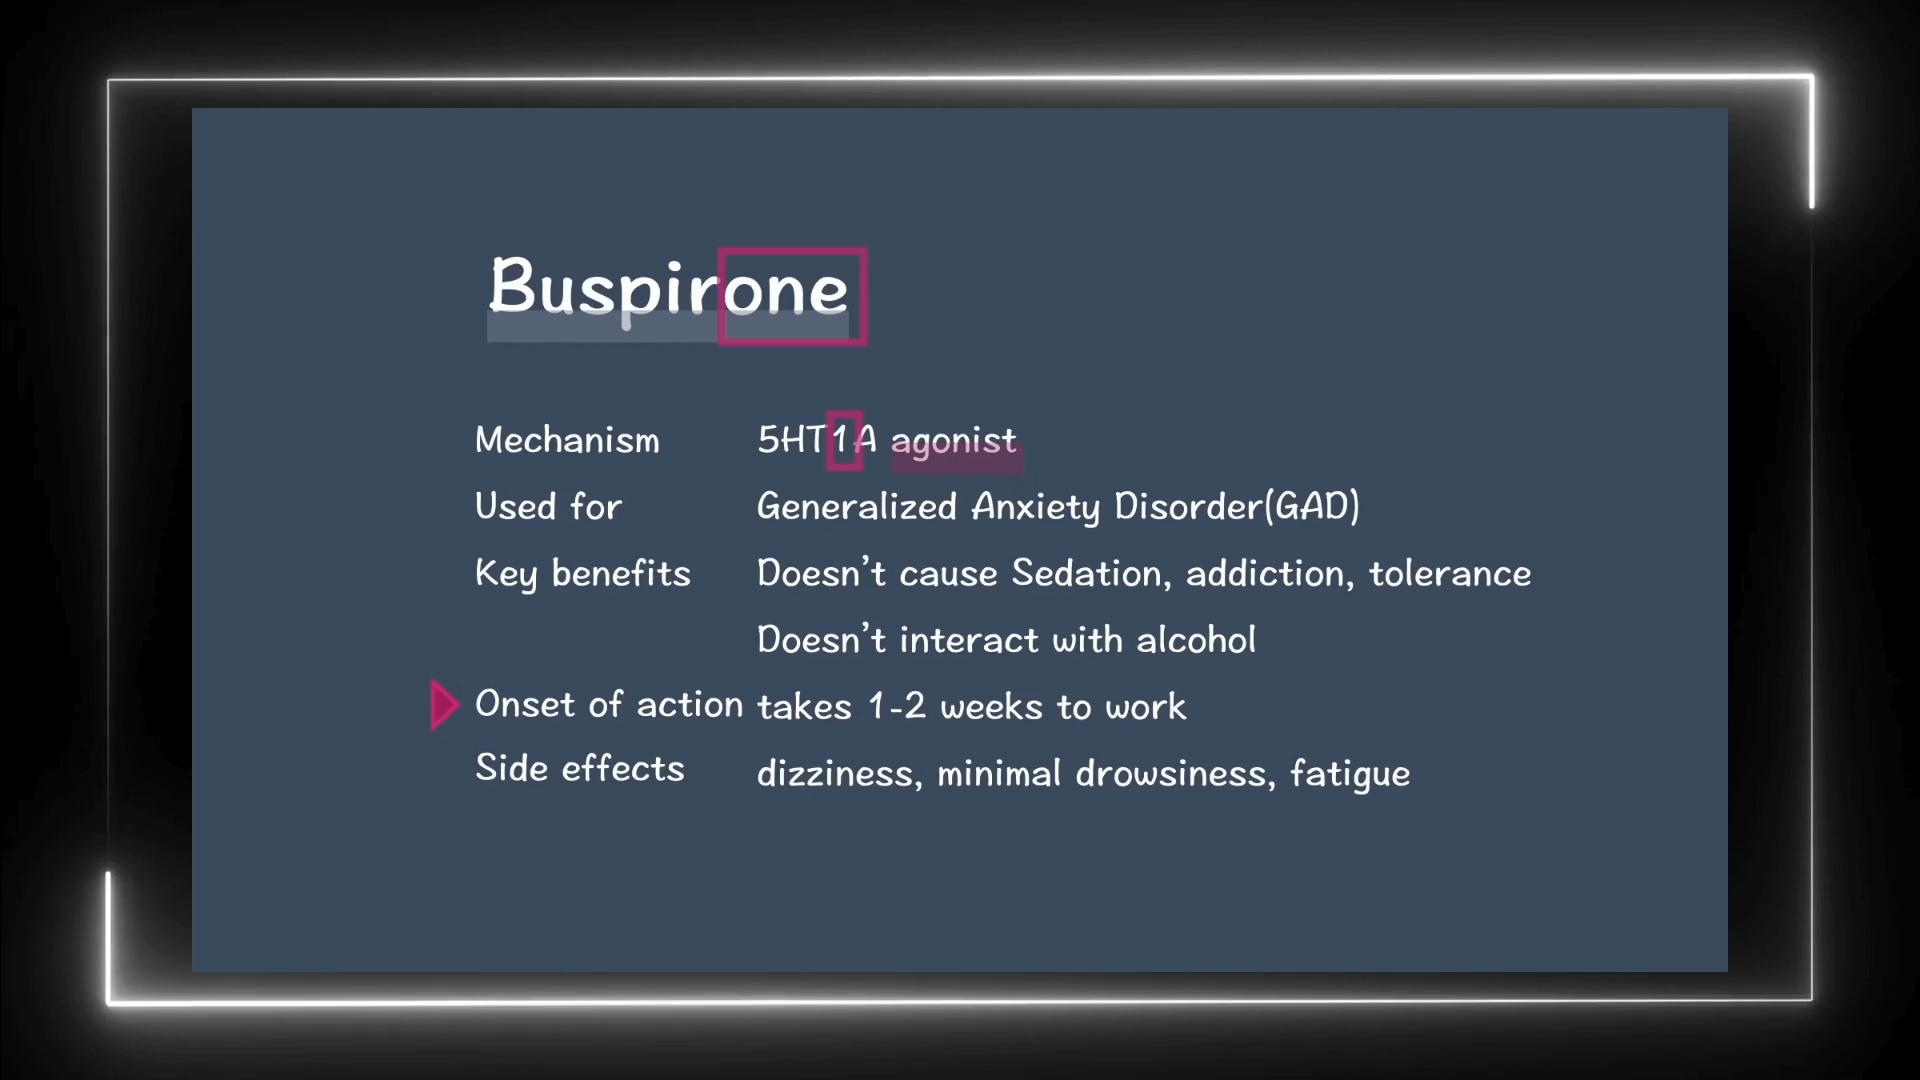 Buspirone
Mechanism 5HT1A agonist
Used for Generalized Anxiety Disorder(GAD)
Key benefits Doesn't cause Sedation, addiction, tolerance
Doesn't interact with alcohol
Onset of action takes 1-2 weeks to work
Side effects dizziness, minimal drowsiness, fatigue